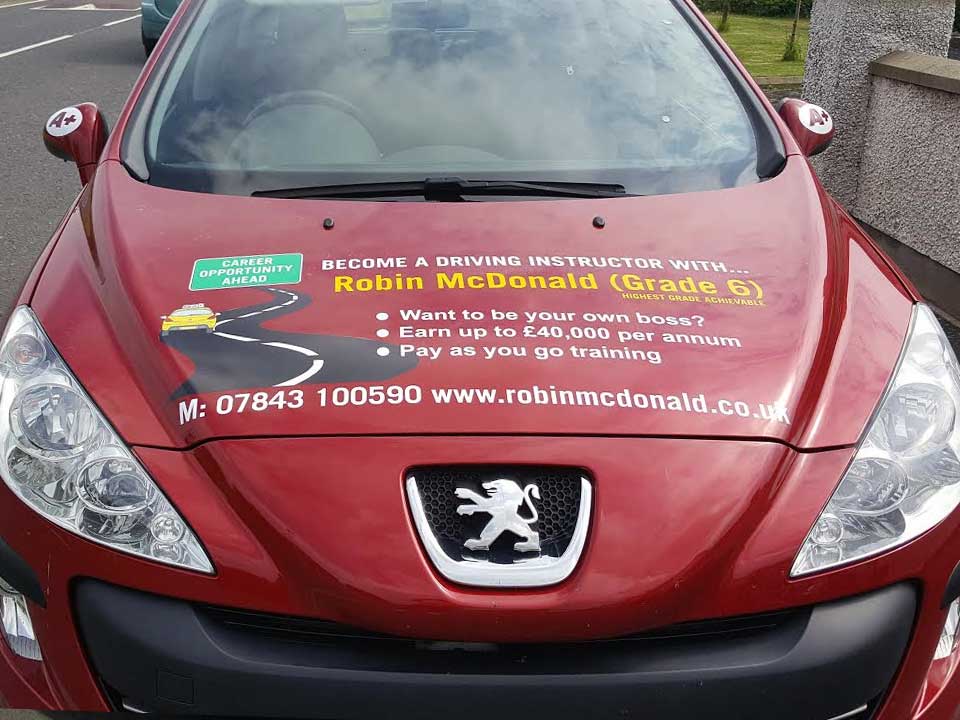 A+
A+
CAREER
OPPORTUNITY
AHEAD
BECOME A DRIVING INSTRUCTOR WITH...
Robin McDonald (Grade 6)
HIGHEST GRADE ACHIEVABLE
• Want to be your own boss?
• Earn up to £40,000 per annum
• Pay as you go training
M: 07843 100590 www.robinmcdonald.co.uk